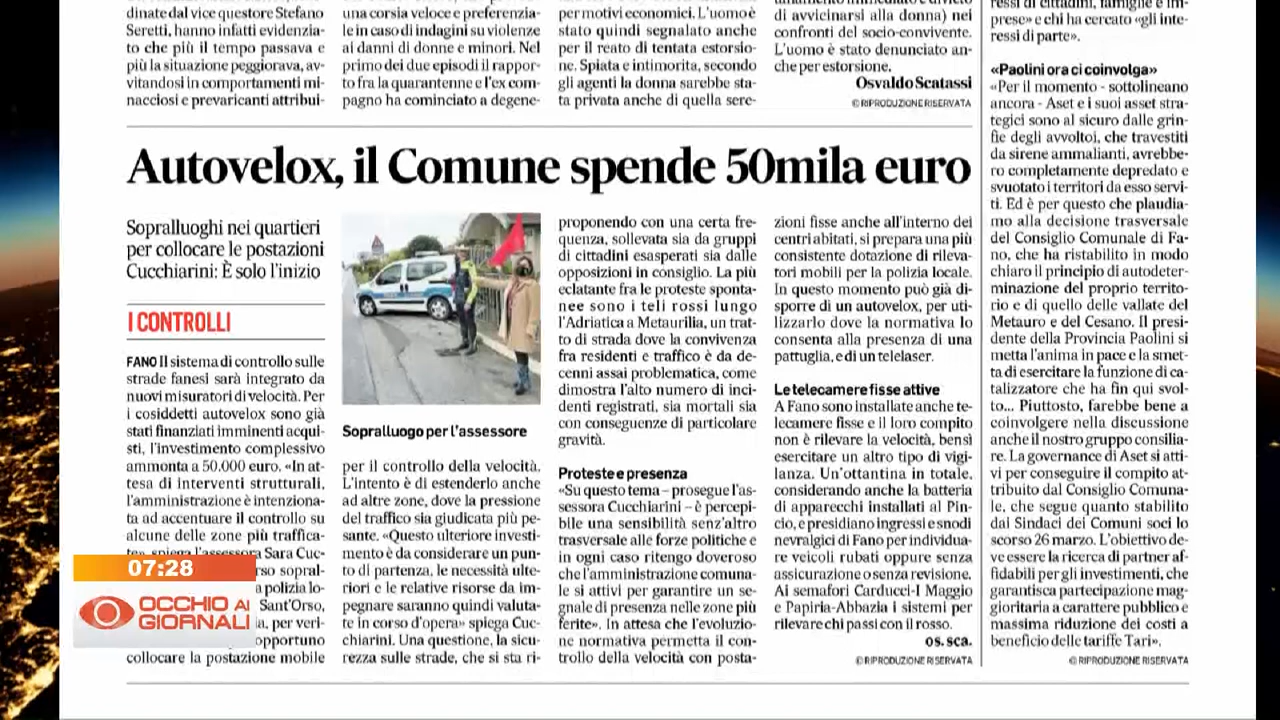 dinate dal vice questore Stefano
Seretti, hanno infatti evidenzia-
to che più il tempo passava e
più la situazione peggiorava, av-
vitandosi in comportamenti mi-
nacciosi e prevaricanti attribui-
una corsia veloce e preferenzia-
le in caso di indagini su violenze
ai danni di donne e minori. Nel
primo dei due episodi il rappor-
to fra la quarantenne e l'ex com-
pagno ha cominciato a degene-
per motivi economici. L'uomo è
stato quindi segnalato anche
per il reato di tentata estorsio-
ne. Spiata e intimorita, secondo
gli agenti la donna sarebbe sta-
ta privata anche di quella sere-
di avvicinarsi alla donna) nei
confronti del socio-convivente.
L'uomo è stato denunciato an-
che per estorsione.
Osvaldo Scatassi
© RIPRODUZIONE RISERVATA
Autovelox, il Comune spende 50mila euro
Sopralluoghi nei quartieri
per collocare le postazioni
Cucchiarini: È solo l'inizio
I CONTROLLI
FANO Il sistema di controllo sulle
strade fanesi sarà integrato da
nuovi misuratori di velocità. Per
i cosiddetti autovelox sono già
stati finanziati imminenti acqui-
sti, l'investimento complessivo
ammonta a 50.000 euro. «In at-
tesa di interventi strutturali,
l'amministrazione è intenziona-
ta ad accentuare il controllo su
alcune delle zone più traffica-
te», spiega l'assessora Sara Cuc-
rso sopral-
a polizia lo-
Sant'Orso,
a, per veri-
opportuno
collocare la postazione mobile
Sopralluogo per l'assessore
per il controllo della velocità.
L'intento è di estenderlo anche
ad altre zone, dove la pressione
del traffico sia giudicata più pe-
sante. «Questo ulteriore investi-
mento è da considerare un pun-
to di partenza, le necessità ulte-
riori e le relative risorse da im-
pegnare saranno quindi valuta-
te in corso d'opera» spiega Cuc-
chiarini. Una questione, la sicu-
rezza sulle strade, che si sta ri-
proponendo con una certa fre-
quenza, sollevata sia da gruppi
di cittadini esasperati sia dalle
opposizioni in consiglio. La più
eclatante fra le proteste sponta-
nee sono i teli rossi lungo
l'Adriatica a Metaurilia, un trat-
to di strada dove la convivenza
fra residenti e traffico è da de-
cenni assai problematica, come
dimostra l'alto numero di inci-
denti registrati, sia mortali sia
con conseguenze di particolare
gravità.
Proteste e presenza
«Su questo tema – prosegue l'as-
sessora Cucchiarini – è percepi-
bile una sensibilità senz'altro
trasversale alle forze politiche e
in ogni caso ritengo doveroso
che l'amministrazione comuna-
le si attivi per garantire un se-
gnale di presenza nelle zone più
ferite». In attesa che l'evoluzio-
ne normativa permetta il con-
trollo della velocità con posta-
zioni fisse anche all'interno dei
centri abitati, si prepara una più
consistente dotazione di rileva-
tori mobili per la polizia locale.
In questo momento può già di-
sporre di un autovelox, per uti-
lizzarlo dove la normativa lo
consenta alla presenza di una
pattuglia, e di un telelaser.
Le telecamere fisse attive
A Fano sono installate anche te-
lecamere fisse e il loro compito
non è rilevare la velocità, bensì
esercitare un altro tipo di vigi-
lanza. Un'ottantina in totale,
considerando anche la batteria
di apparecchi installati al Pin-
cio, e presidiano ingressi e snodi
nevralgici di Fano per individua-
re veicoli rubati oppure senza
assicurazione o senza revisione.
Ai semafori Carducci-I Maggio
e Papiria-Abbazia i sistemi per
rilevare chi passi con il rosso.
os. sca.
© RIPRODUZIONE RISERVATA
ressi di cittadini, famiglie e im-
prese» e chi ha cercato «gli inte-
ressi di parte».
«Paolini ora ci coinvolga»
«Per il momento - sottolineano
ancora - Aset e i suoi asset stra-
tegici sono al sicuro dalle grin-
fie degli avvoltoi, che travestiti
da sirene ammalianti, avrebbe-
ro completamente depredato e
svuotato i territori da esso servi-
ti. Ed è per questo che plaudia-
mo alla decisione trasversale
del Consiglio Comunale di Fa-
no, che ha ristabilito in modo
chiaro il principio di autodeter-
minazione del proprio territo-
rio e di quello delle vallate del
Metauro e del Cesano. Il presi-
dente della Provincia Paolini si
metta l'anima in pace e la smet-
ta di esercitare la funzione di ca-
talizzatore che ha fin qui svol-
to... Piuttosto, farebbe bene a
coinvolgere nella discussione
anche il nostro gruppo consilia-
re. La governance di Aset si atti-
vi per conseguire il compito at-
tribuito dal Consiglio Comuna-
le, che segue quanto stabilito
dai Sindaci dei Comuni soci lo
scorso 26 marzo. L'obiettivo de-
ve essere la ricerca di partner af-
fidabili per gli investimenti, che
garantisca partecipazione mag-
gioritaria a carattere pubblico e
massima riduzione dei costi a
beneficio delle tariffe Tari».
© RIPRODUZIONE RISERVATA
07:28
OCCHIO AI
GIORNALI